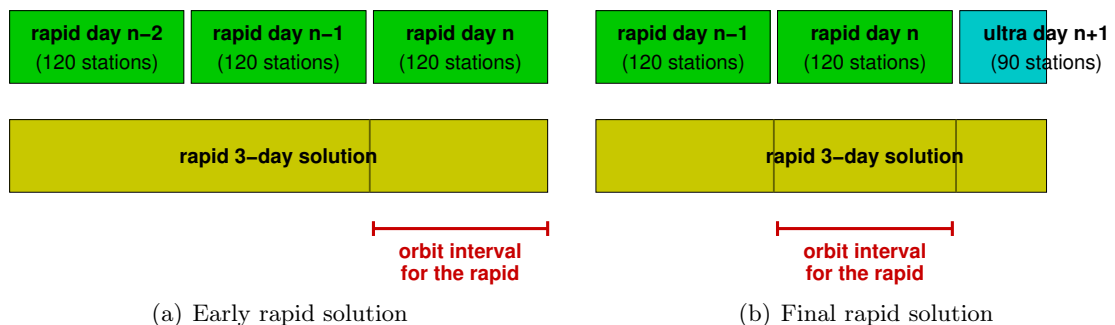 rapid day n−2
(120 stations)
rapid day n−1
(120 stations)
rapid day n
(120 stations)
rapid 3−day solution
orbit interval
for the rapid
(a) Early rapid solution
rapid day n−1
(120 stations)
rapid day n
(120 stations)
ultra day n+1
(90 stations)
rapid 3−day solution
orbit interval
for the rapid
(b) Final rapid solution